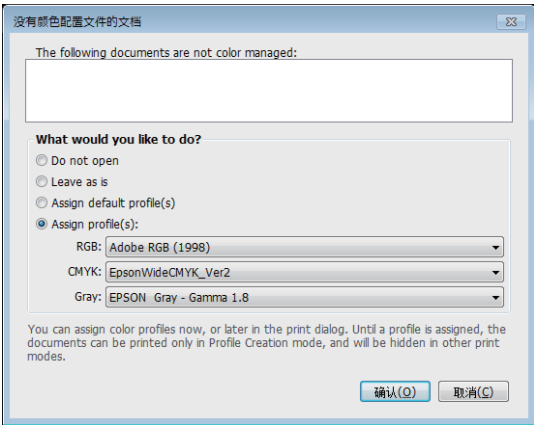 没有颜色配置文件的文档
The following documents are not color managed:
What would you like to do?
Do not open
Leave as is
Assign default profile(s)
Assign profile(s):
RGB: Adobe RGB (1998)
CMYK: EpsonWideCMYK_Ver2
Gray: EPSON Gray - Gamma 1.8
You can assign color profiles now, or later in the print dialog. Until a profile is assigned, the
documents can be printed only in Profile Creation mode, and will be hidden in other print
modes.
确认(O) 取消(C)